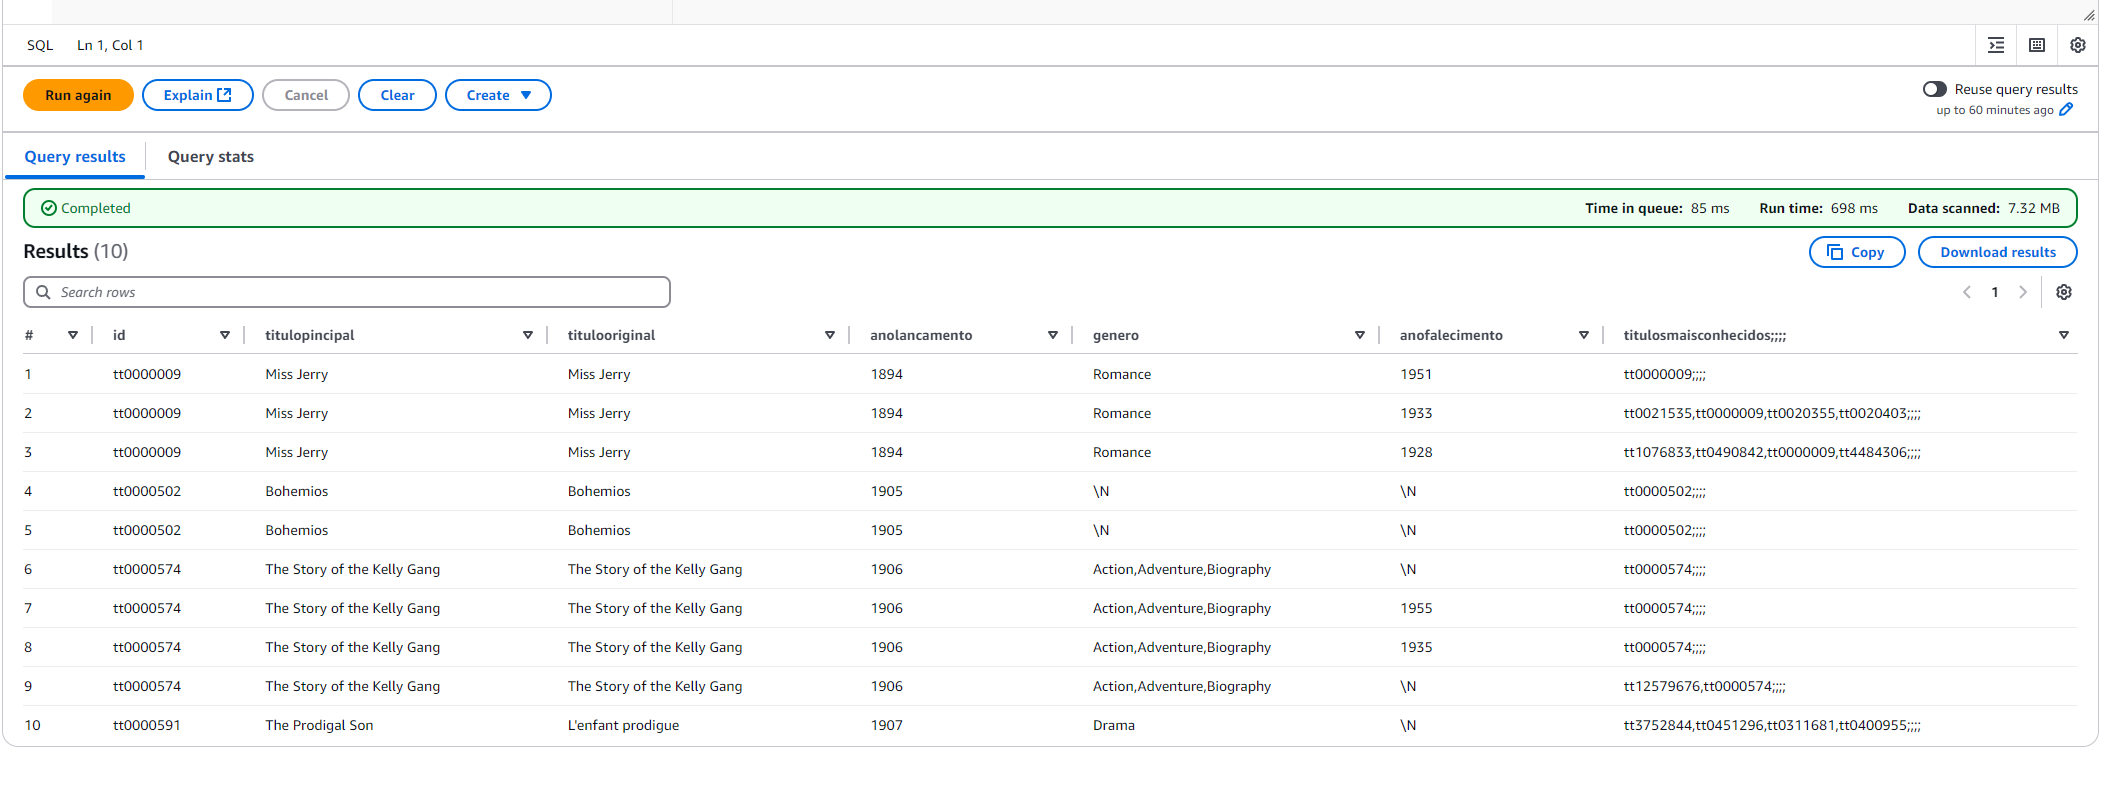 SQL Ln 1, Col 1
Run again Explain Cancel Clear Create Reuse query results
up to 60 minutes ago
Query results Query stats
Completed Time in queue: 85 ms Run time: 698 ms Data scanned: 7.32 MB
Results (10) Copy Download results
Search rows 1
# id titulopincipal titulooriginal anolancamento genero anofalecimento titulosmaisconhecidos;;;;
1 tt0000009 Miss Jerry Miss Jerry 1894 Romance 1951 tt0000009;;;;
2 tt0000009 Miss Jerry Miss Jerry 1894 Romance 1933 tt0021535,tt0000009,tt0020355,tt0020403;;;;
3 tt0000009 Miss Jerry Miss Jerry 1894 Romance 1928 tt1076833,tt0490842,tt0000009,tt4484306;;;;
4 tt0000502 Bohemios Bohemios 1905 \N \N tt0000502;;;;
5 tt0000502 Bohemios Bohemios 1905 \N \N tt0000502;;;;
6 tt0000574 The Story of the Kelly Gang The Story of the Kelly Gang 1906 Action,Adventure,Biography \N tt0000574;;;;
7 tt0000574 The Story of the Kelly Gang The Story of the Kelly Gang 1906 Action,Adventure,Biography 1955 tt0000574;;;;
8 tt0000574 The Story of the Kelly Gang The Story of the Kelly Gang 1906 Action,Adventure,Biography 1935 tt0000574;;;;
9 tt0000574 The Story of the Kelly Gang The Story of the Kelly Gang 1906 Action,Adventure,Biography \N tt12579676,tt0000574;;;;
10 tt0000591 The Prodigal Son L'enfant prodigue 1907 Drama \N tt3752844,tt0451296,tt0311681,tt0400955;;;;